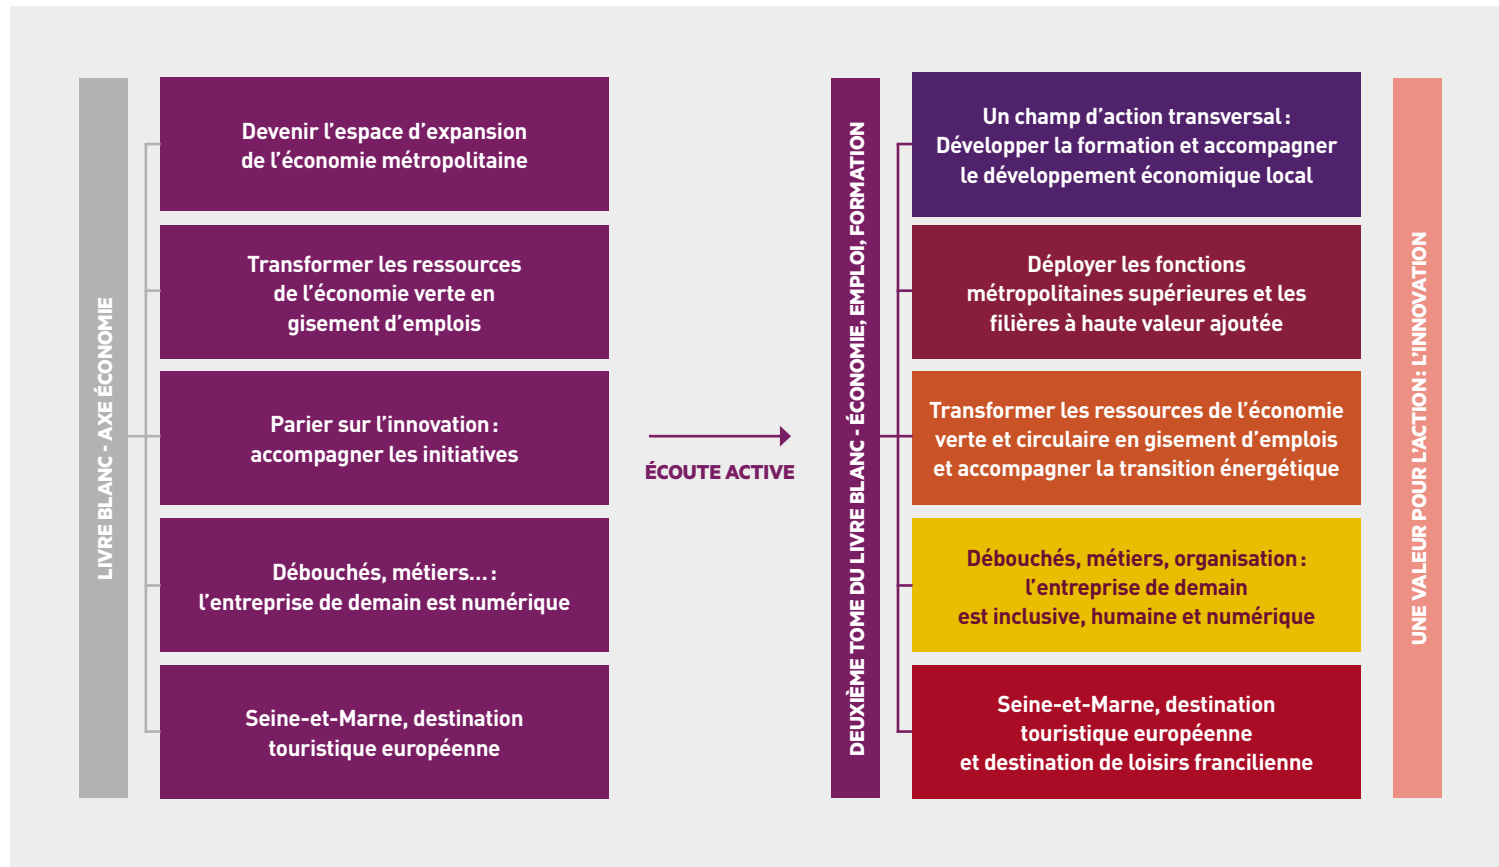 LIVRE BLANC - AXE ÉCONOMIE
Devenir l’espace d’expansion
de l’économie métropolitaine
Transformer les ressources
de l’économie verte en
gisement d’emplois
Parier sur l’innovation :
accompagner les initiatives
Débouchés, métiers... :
l’entreprise de demain est numérique
Seine-et-Marne, destination
touristique européenne
ÉCOUTE ACTIVE
DEUXIÈME TOME DU LIVRE BLANC - ÉCONOMIE, EMPLOI, FORMATION
Un champ d’action transversal :
Développer la formation et accompagner
le développement économique local
Déployer les fonctions
métropolitaines supérieures et les
filières à haute valeur ajoutée
Transformer les ressources de l’économie
verte et circulaire en gisement d’emplois
et accompagner la transition énergétique
Débouchés, métiers, organisation :
l’entreprise de demain
est inclusive, humaine et numérique
Seine-et-Marne, destination
touristique européenne
et destination de loisirs francilienne
UNE VALEUR POUR L’ACTION : L’INNOVATION